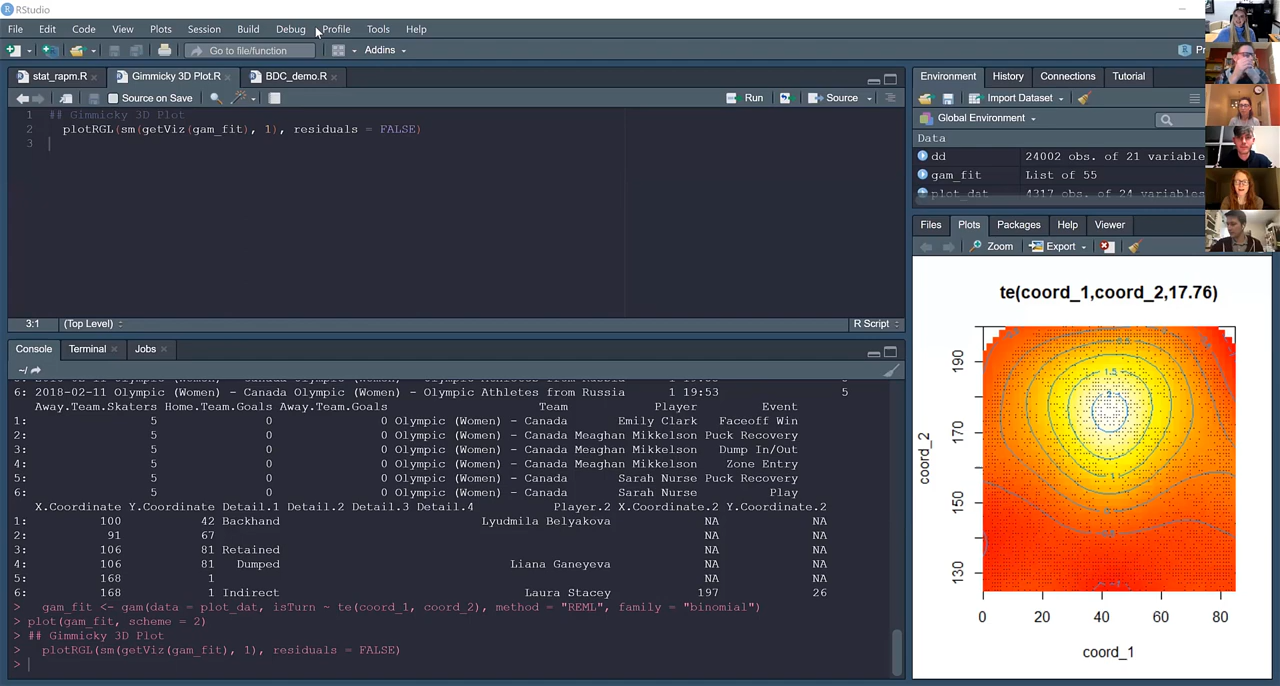 RStudio
File Edit Code View Plots Session Build Debug Profile Tools Help
Go to file/function Addins
stat_rapm.R Gimmicky 3D Plot.R BDC_demo.R
Source on Save Run Source
1 ## Gimmicky 3D Plot
2 plotRGL(sm(getViz(gam_fit), 1), residuals = FALSE)
3
3:1 (Top Level) R Script
Console Terminal Jobs
~/
6: 2018-02-11 Olympic (Women) - Canada Olympic (Women) - Olympic Athletes from Russia 1 19:53 5
Away.Team.Skaters Home.Team.Goals Away.Team.Goals Team Player Event
1: 5 0 0 Olympic (Women) - Canada Emily Clark Faceoff Win
2: 5 0 0 Olympic (Women) - Canada Meaghan Mikkelson Puck Recovery
3: 5 0 0 Olympic (Women) - Canada Meaghan Mikkelson Dump In/Out
4: 5 0 0 Olympic (Women) - Canada Meaghan Mikkelson Zone Entry
5: 5 0 0 Olympic (Women) - Canada Sarah Nurse Puck Recovery
6: 5 0 0 Olympic (Women) - Canada Sarah Nurse Play
X.Coordinate Y.Coordinate Detail.1 Detail.2 Detail.3 Detail.4 Player.2 X.Coordinate.2 Y.Coordinate.2
1: 100 42 Backhand Lyudmila Belyakova NA NA
2: 91 67 NA NA
3: 106 81 Retained NA NA
4: 106 81 Dumped Liana Ganeyeva NA NA
5: 168 1 NA NA
6: 168 1 Indirect Laura Stacey 197 26
> gam_fit <- gam(data = plot_dat, isTurn ~ te(coord_1, coord_2), method = "REML", family = "binomial")
> plot(gam_fit, scheme = 2)
> ## Gimmicky 3D Plot
> plotRGL(sm(getViz(gam_fit), 1), residuals = FALSE)
>
Environment History Connections Tutorial
Import Dataset
Global Environment
Data
dd 24002 obs. of 21 variable
gam_fit List of 55
plot_dat 4317 obs. of 24 variables
Files Plots Packages Help Viewer
Zoom Export
te(coord_1,coord_2,17.76)
190
170
150
130
coord_2
0 20 40 60 80
coord_1